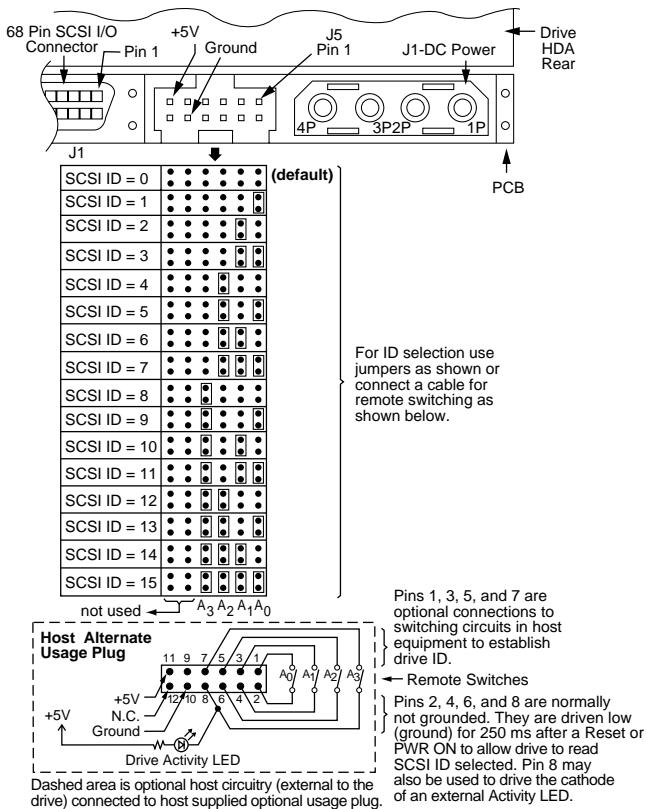 68 Pin SCSI I/O
Connector
Pin 1
+5V
Ground
J5
Pin 1
J1-DC Power
Drive
HDA
Rear
4P
3P
2P
1P
J1
PCB
SCSI ID = 0
(default)
SCSI ID = 1
SCSI ID = 2
SCSI ID = 3
SCSI ID = 4
SCSI ID = 5
SCSI ID = 6
SCSI ID = 7
SCSI ID = 8
SCSI ID = 9
SCSI ID = 10
SCSI ID = 11
SCSI ID = 12
SCSI ID = 13
SCSI ID = 14
SCSI ID = 15
For ID selection use
jumpers as shown or
connect a cable for
remote switching as
shown below.
not used
A3 A2 A1 A0
Host Alternate
Usage Plug
11 9 7 5 3 1
12 10 8 6 4 2
A0 A1 A2 A3
+5V
N.C.
Ground
+5V
Drive Activity LED
Pins 1, 3, 5, and 7 are
optional connections to
switching circuits in host
equipment to establish
drive ID.
Remote Switches
Pins 2, 4, 6, and 8 are normally
not grounded. They are driven low
(ground) for 250 ms after a Reset or
PWR ON to allow drive to read
SCSI ID selected. Pin 8 may
also be used to drive the cathode
of an external Activity LED.
Dashed area is optional host circuitry (external to the
drive) connected to host supplied optional usage plug.